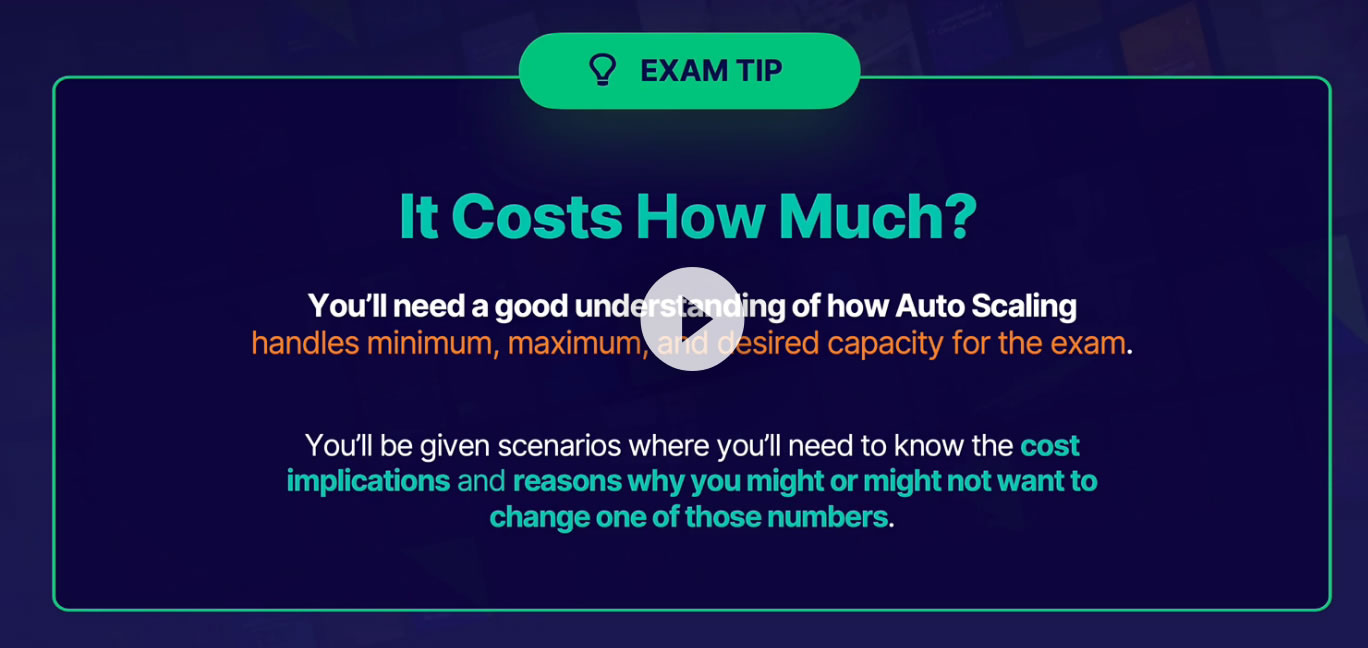 EXAM TIP
It Costs How Much?
You’ll need a good understanding of how Auto Scaling
handles minimum, maximum, and desired capacity for the exam.
You’ll be given scenarios where you’ll need to know the cost
implications and reasons why you might or might not want to
change one of those numbers.